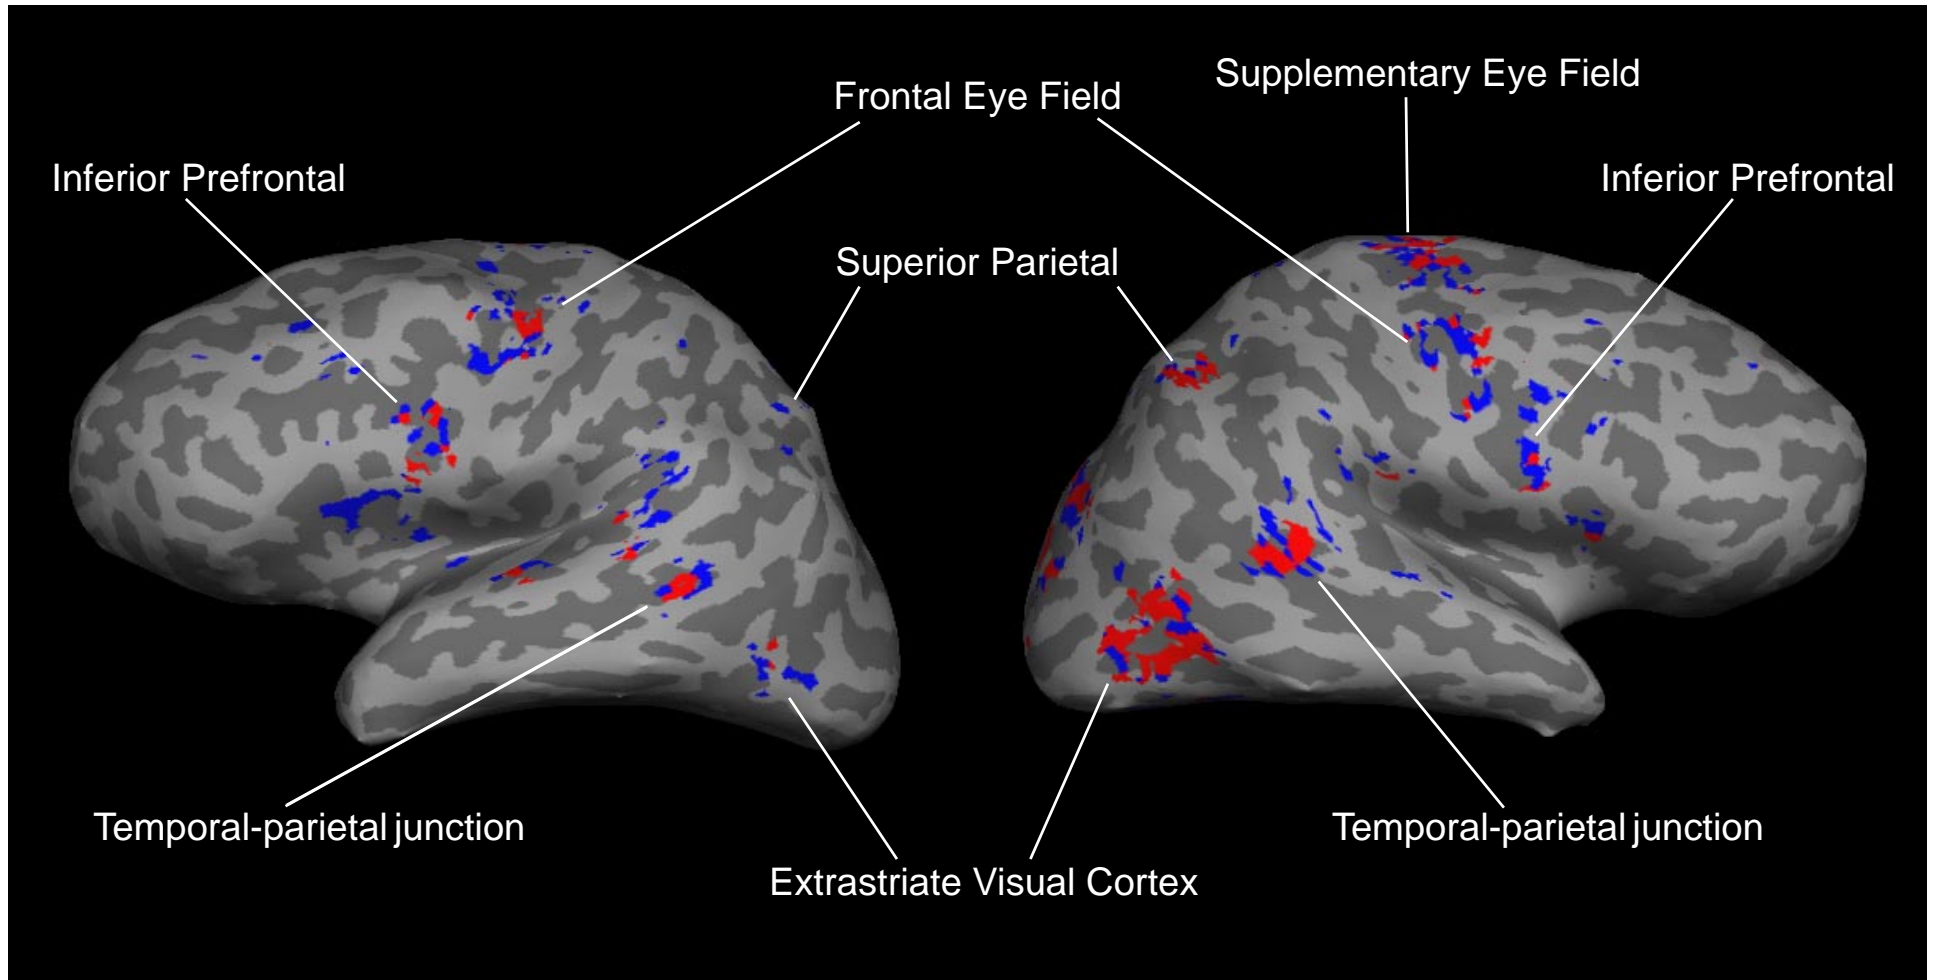 Supplementary Eye Field
Frontal Eye Field
Inferior Prefrontal
Inferior Prefrontal
Superior Parietal
Temporal-parietal junction
Temporal-parietal junction
Extrastriate Visual Cortex